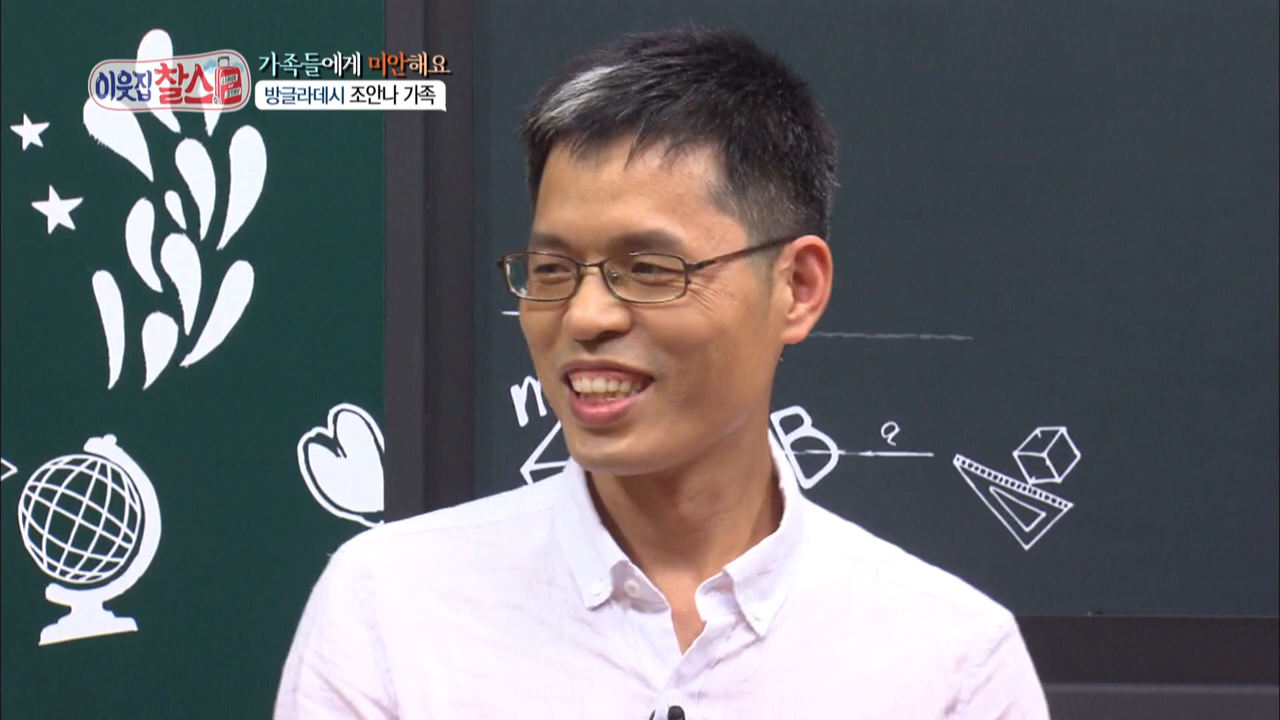 이웃집 찰스
가족들에게 미안해요
방글라데시 조안나 가족
m
B
a